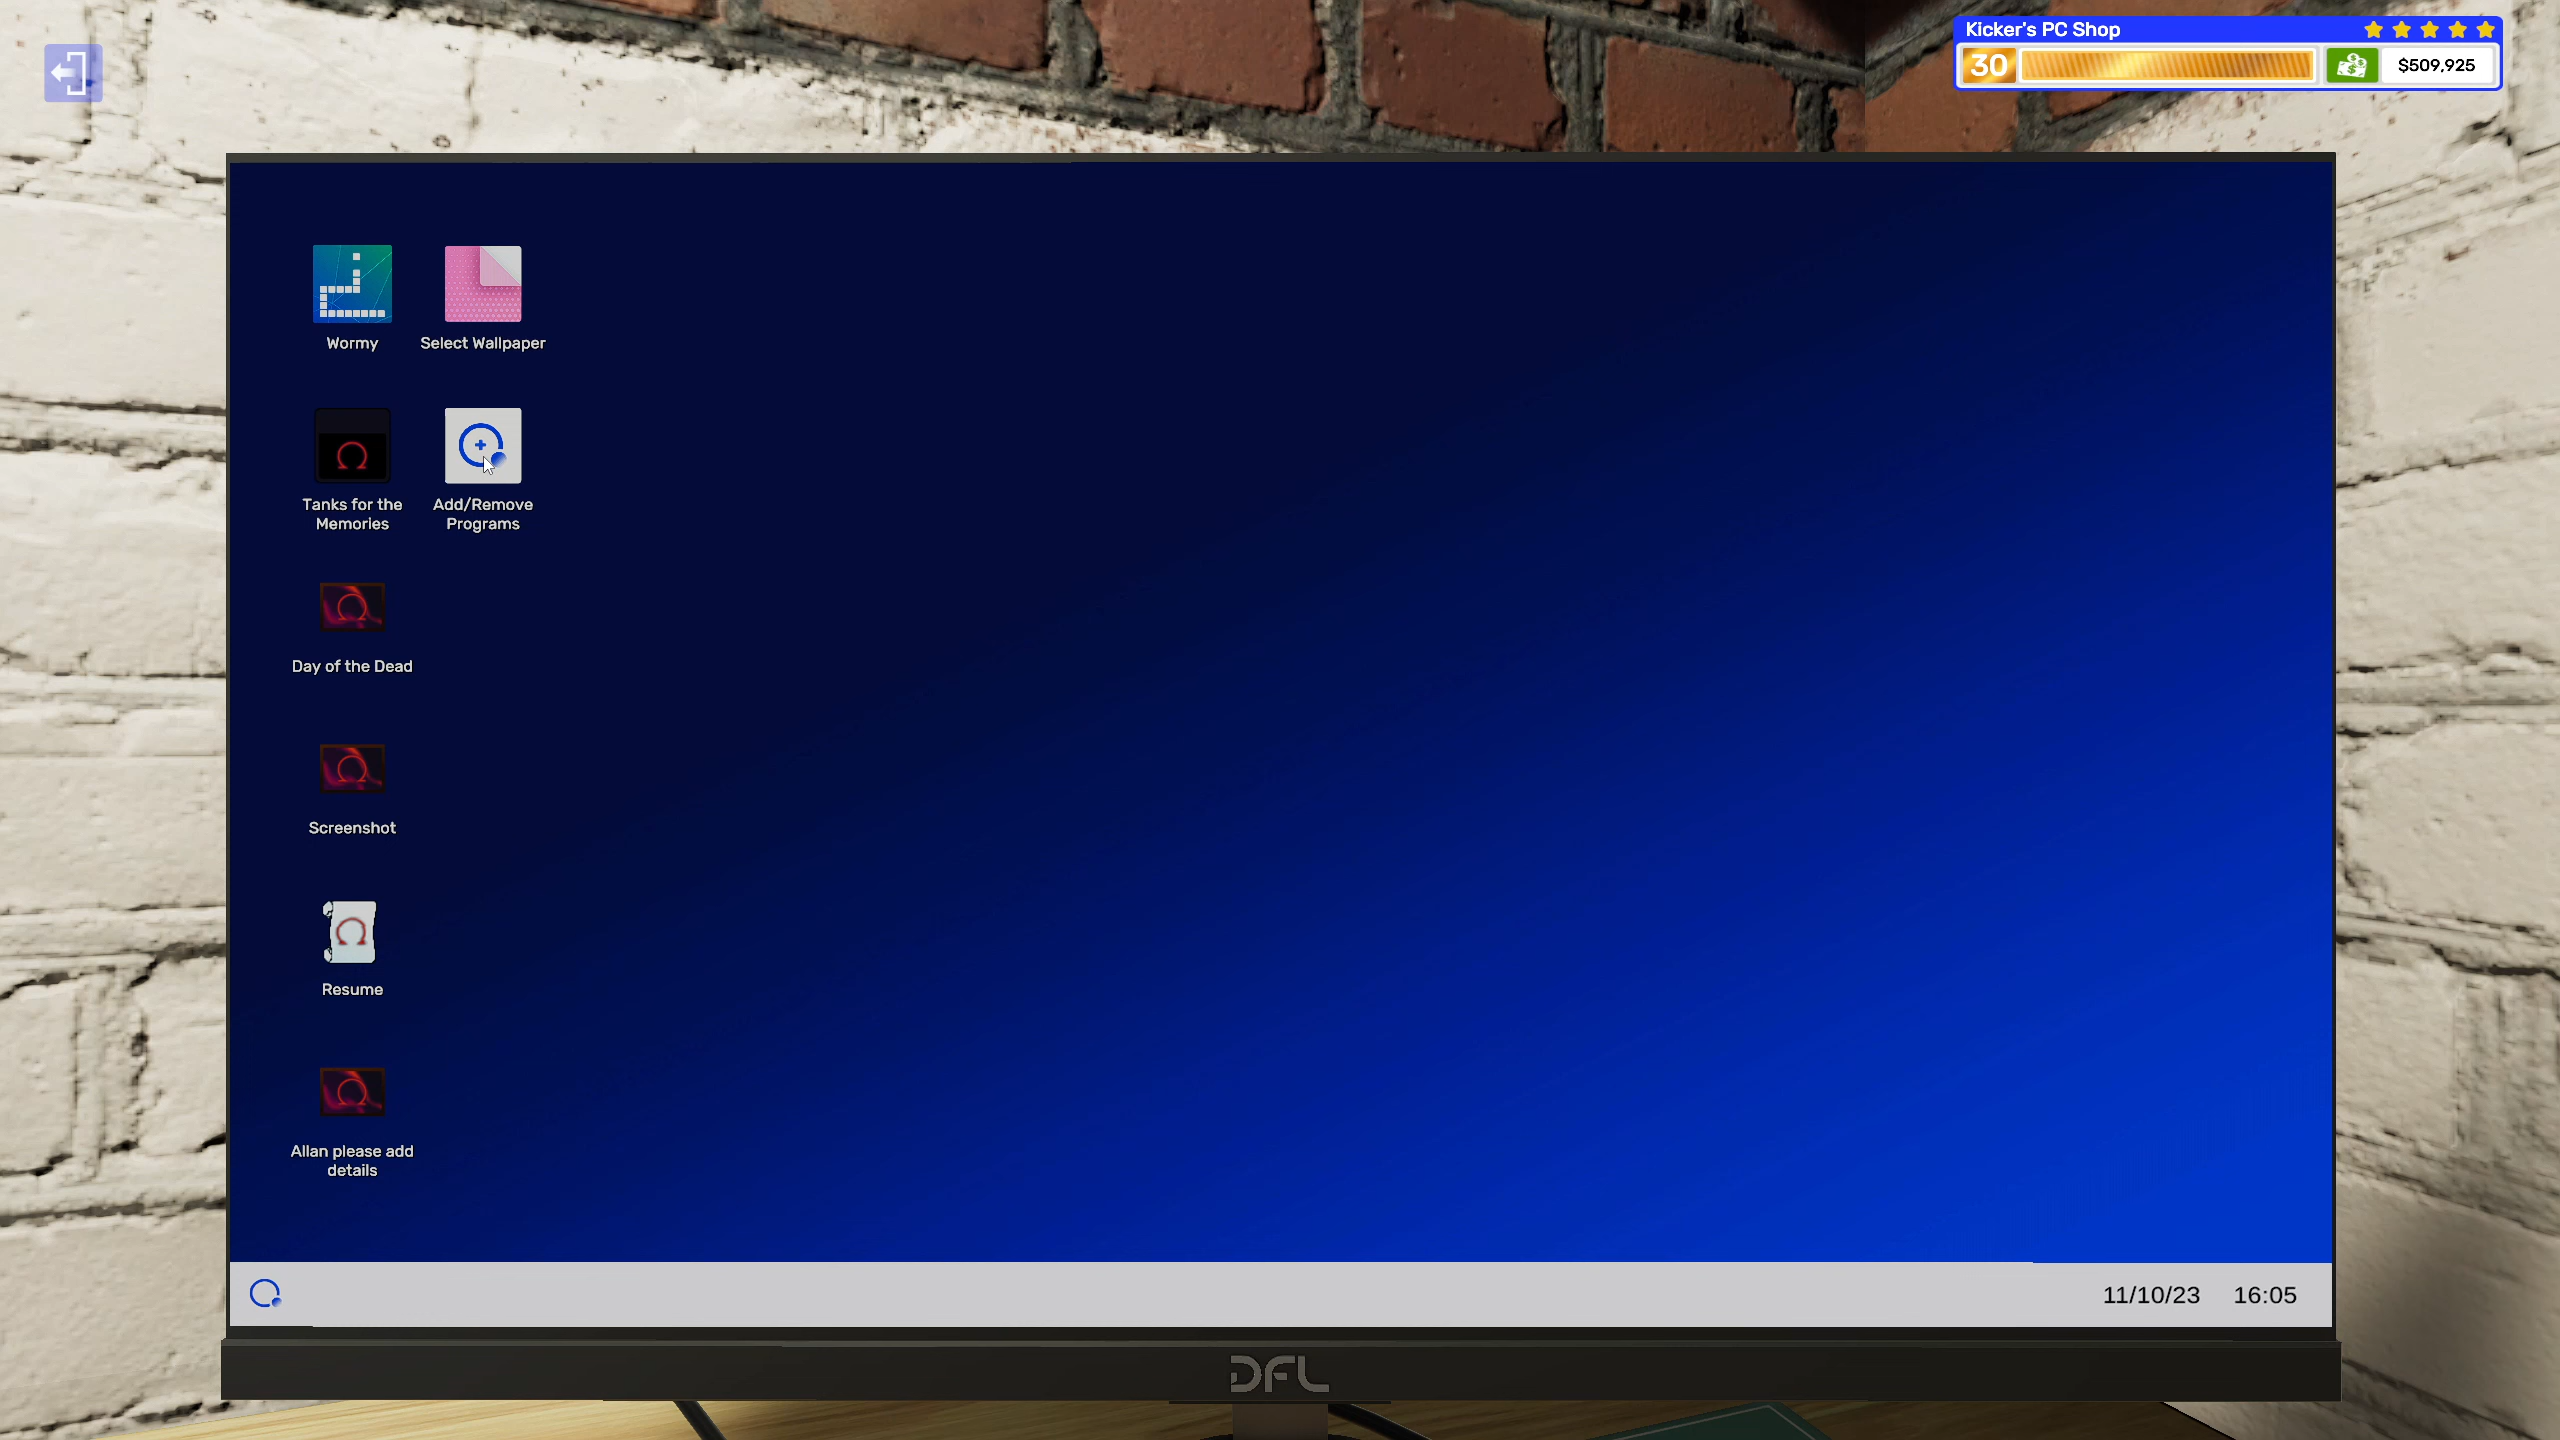 Kicker's PC Shop
30
$509,925
Wormy
Select Wallpaper
Tanks for the
Memories
Add/Remove
Programs
Day of the Dead
Screenshot
Resume
Allan please add
details
11/10/23 16:05
DFL